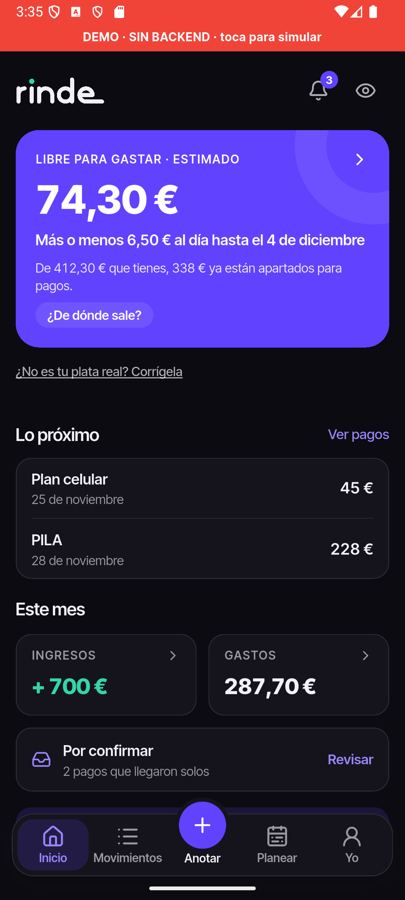 3:35
DEMO · SIN BACKEND · toca para simular
rinde
3
LIBRE PARA GASTAR · ESTIMADO
74,30 €
Más o menos 6,50 € al día hasta el 4 de diciembre
De 412,30 € que tienes, 338 € ya están apartados para
pagos.
¿De dónde sale?
¿No es tu plata real? Corrígela
Lo próximo
Ver pagos
Plan celular
45 €
25 de noviembre
PILA
228 €
28 de noviembre
Este mes
INGRESOS
+ 700 €
GASTOS
287,70 €
Por confirmar
2 pagos que llegaron solos
Revisar
Inicio
Movimientos
Anotar
Planear
Yo